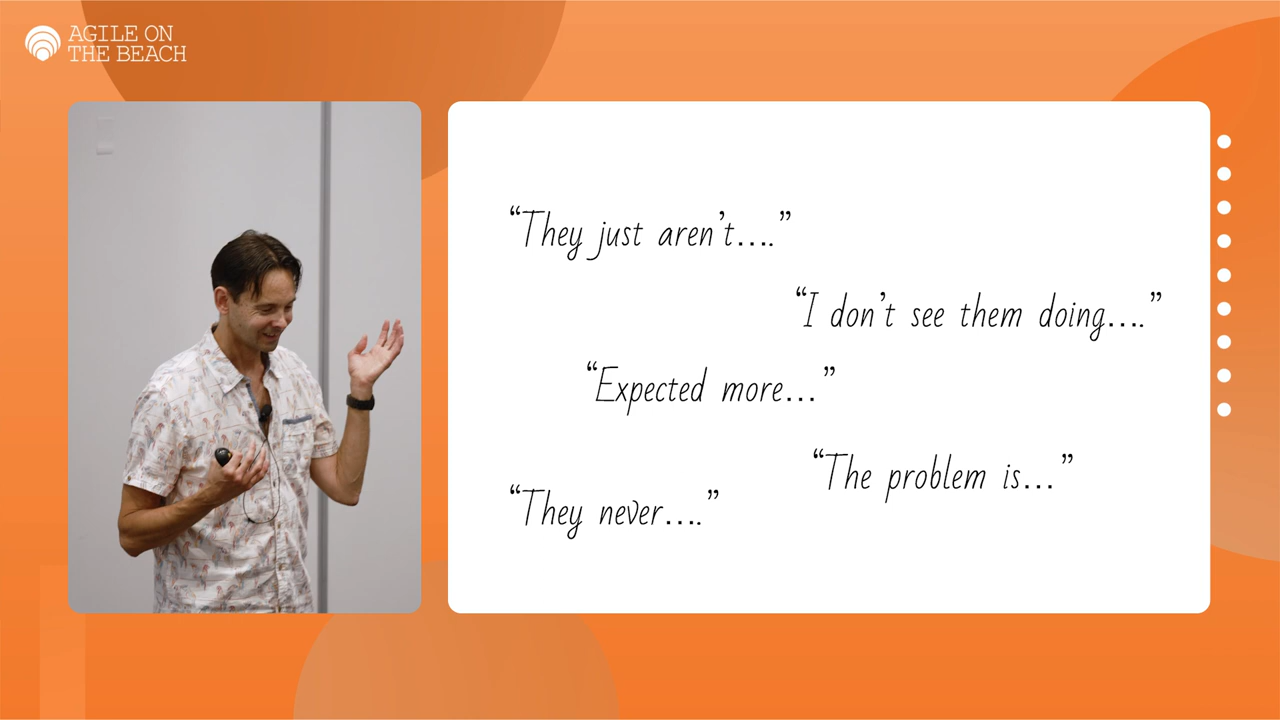 AGILE ON
THE BEACH
“They just aren’t....”
“I don’t see them doing....”
“Expected more...”
“The problem is...”
“They never....”